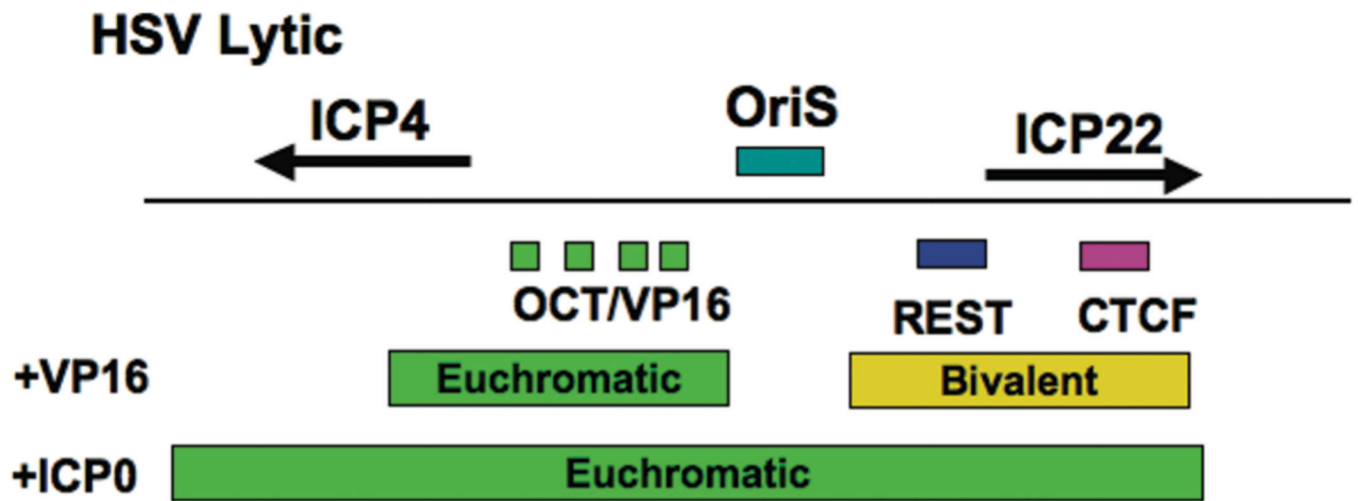 HSV Lytic
ICP4
OriS
ICP22
OCT/VP16
REST
CTCF
+VP16
Euchromatic
Bivalent
+ICP0
Euchromatic